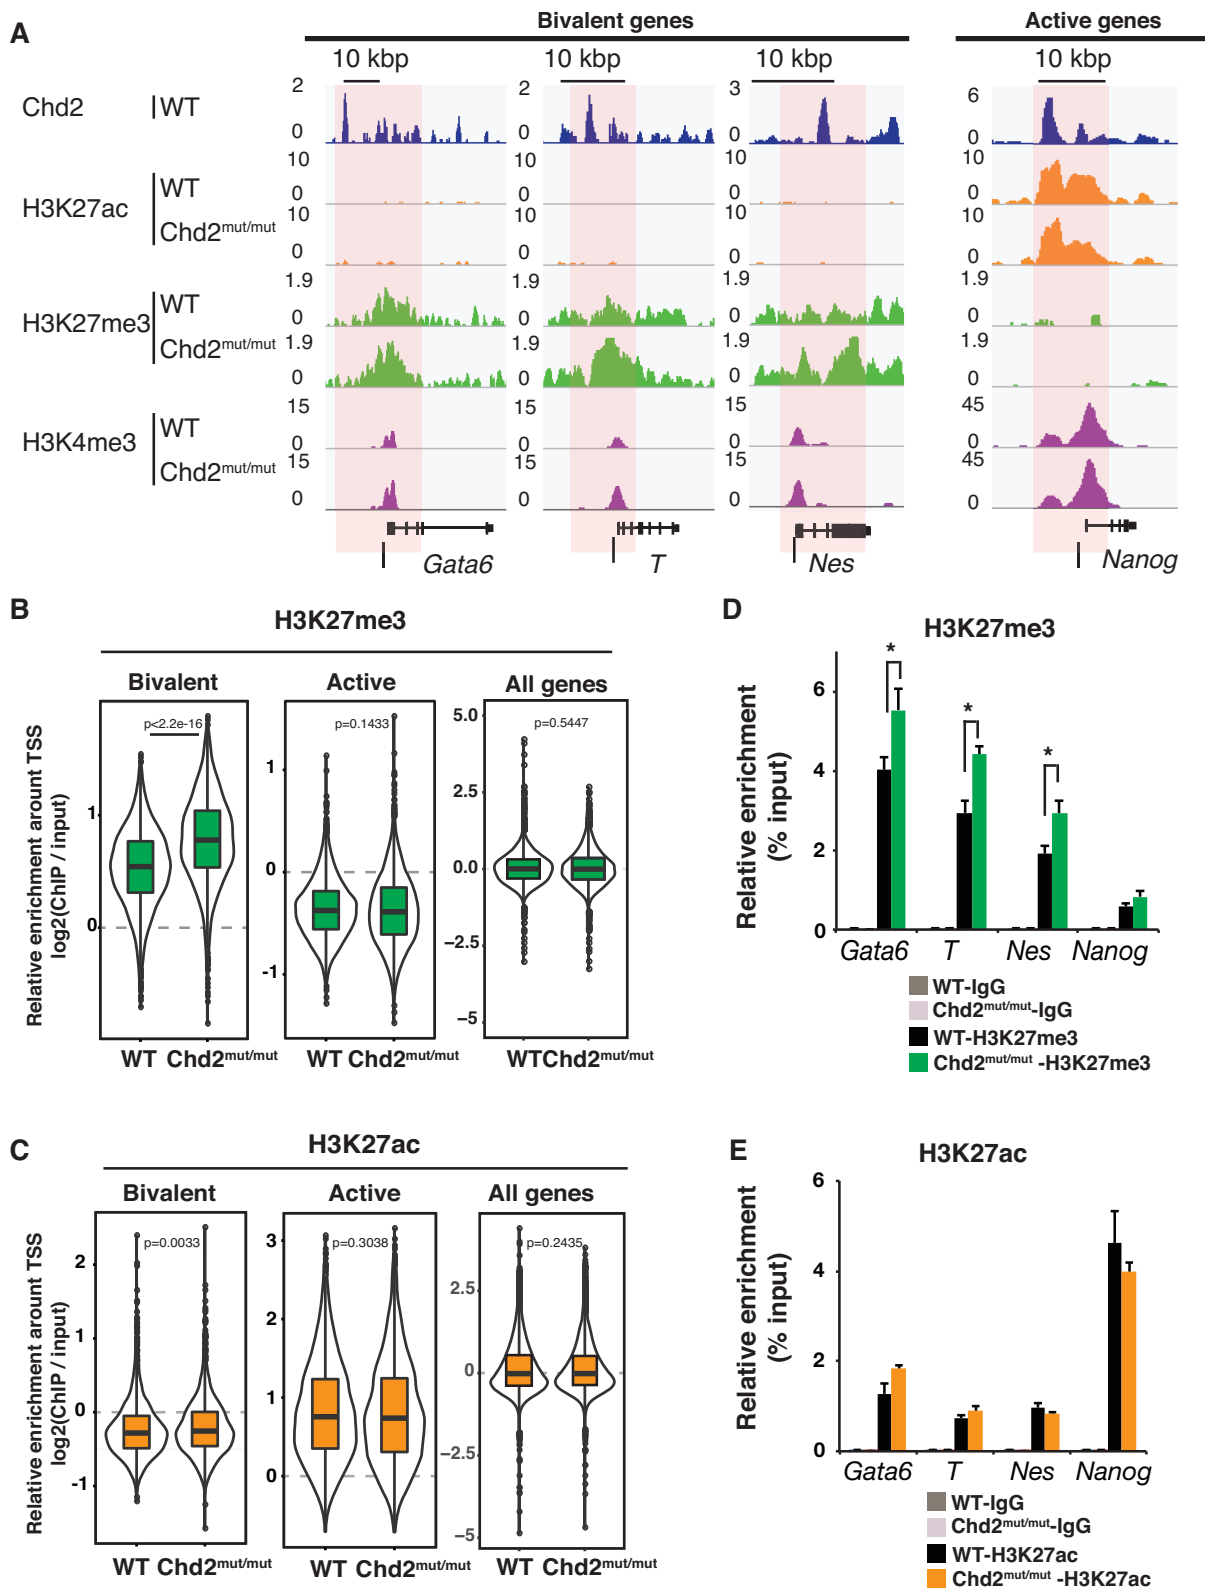 A
Bivalent genes
Active genes
10 kbp
10 kbp
10 kbp
10 kbp
Chd2
WT
2
0
2
0
3
0
6
0
H3K27ac
WT
10
0
10
0
Chd2mut/mut
10
0
10
0
H3K27me3
WT
1.9
0
1.9
0
1.9
0
1.9
0
Chd2mut/mut
1.9
0
1.9
0
1.9
0
1.9
0
H3K4me3
WT
15
0
15
0
15
0
45
0
Chd2mut/mut
15
0
15
0
15
0
45
0
Gata6
T
Nes
Nanog
B
H3K27me3
Bivalent
Active
All genes
Relative enrichment arount TSS
log2(ChIP / input)
p<2.2e-16
1
0
p=0.1433
1
0
-1
p=0.5447
5.0
2.5
0.0
−2.5
−5
WT Chd2mut/mut
WT Chd2mut/mut
WTChd2mut/mut
D
H3K27me3
Relative enrichment
(% input)
6
4
2
0
*
*
*
Gata6
T
Nes
Nanog
WT-IgG
Chd2mut/mut-IgG
WT-H3K27me3
Chd2mut/mut -H3K27me3
C
H3K27ac
Bivalent
Active
All genes
Relative enrichment arount TSS
log2(ChIP / input)
p=0.0033
2
1
0
-1
p=0.3038
3
2
1
0
p=0.2435
2.5
0
−2.5
−5
WT Chd2mut/mut
WT Chd2mut/mut
WT Chd2mut/mut
E
H3K27ac
Relative enrichment
(% input)
6
4
2
0
Gata6
T
Nes
Nanog
WT-IgG
Chd2mut/mut-IgG
WT-H3K27ac
Chd2mut/mut -H3K27ac